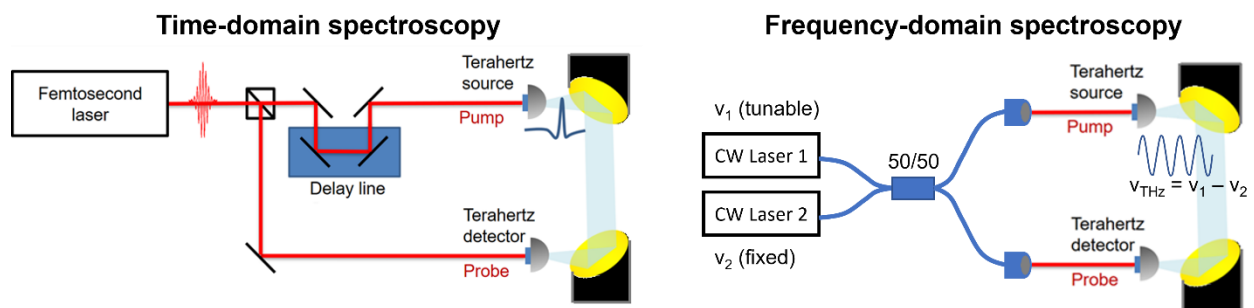 Time-domain spectroscopy
Femtosecond
laser
Delay line
Terahertz
source
Pump
Terahertz
detector
Probe
Frequency-domain spectroscopy
v₁ (tunable)
CW Laser 1
CW Laser 2
v₂ (fixed)
50/50
Terahertz
source
Pump
v_THz = v₁ – v₂
Terahertz
detector
Probe